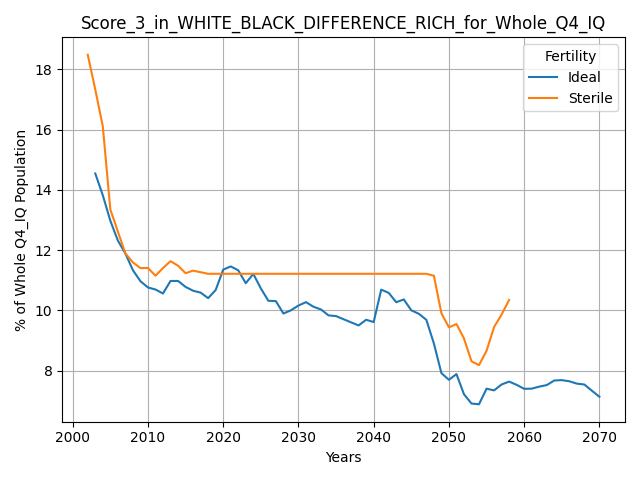 Score_3_in_WHITE_BLACK_DIFFERENCE_RICH_for_Whole_Q4_IQ
Fertility
Ideal
Sterile
% of Whole Q4_IQ Population
18
16
14
12
10
8
2000 2010 2020 2030 2040 2050 2060 2070
Years